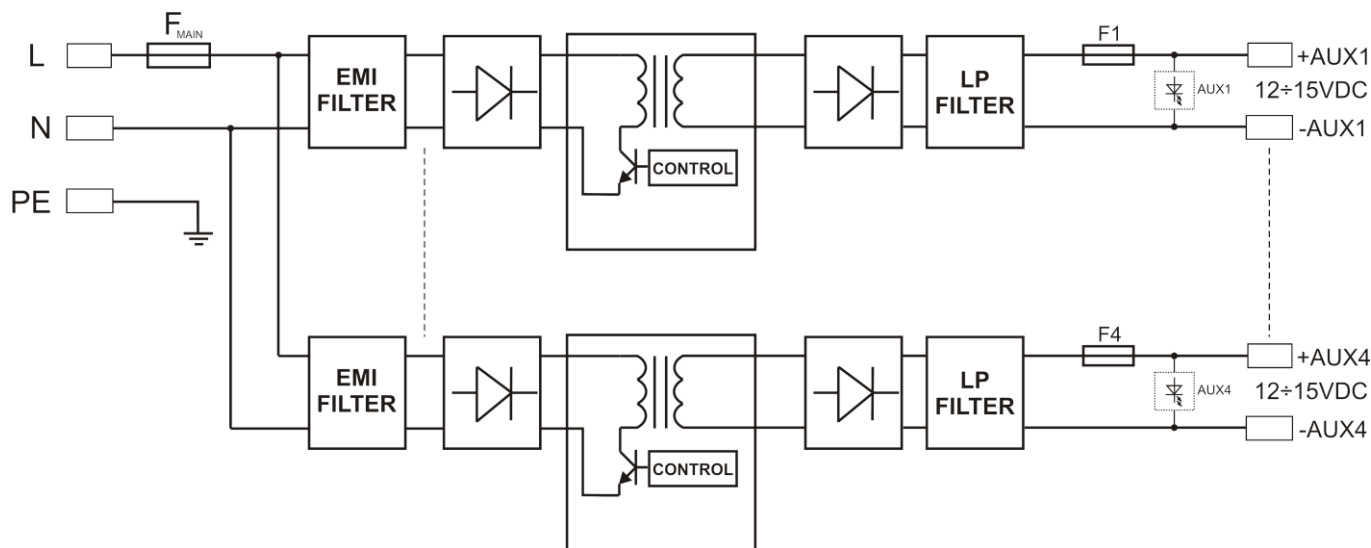 F MAIN
L
N
PE
EMI
FILTER
CONTROL
LP
FILTER
F1
AUX1
+AUX1
12÷15VDC
-AUX1
EMI
FILTER
CONTROL
LP
FILTER
F4
AUX4
+AUX4
12÷15VDC
-AUX4